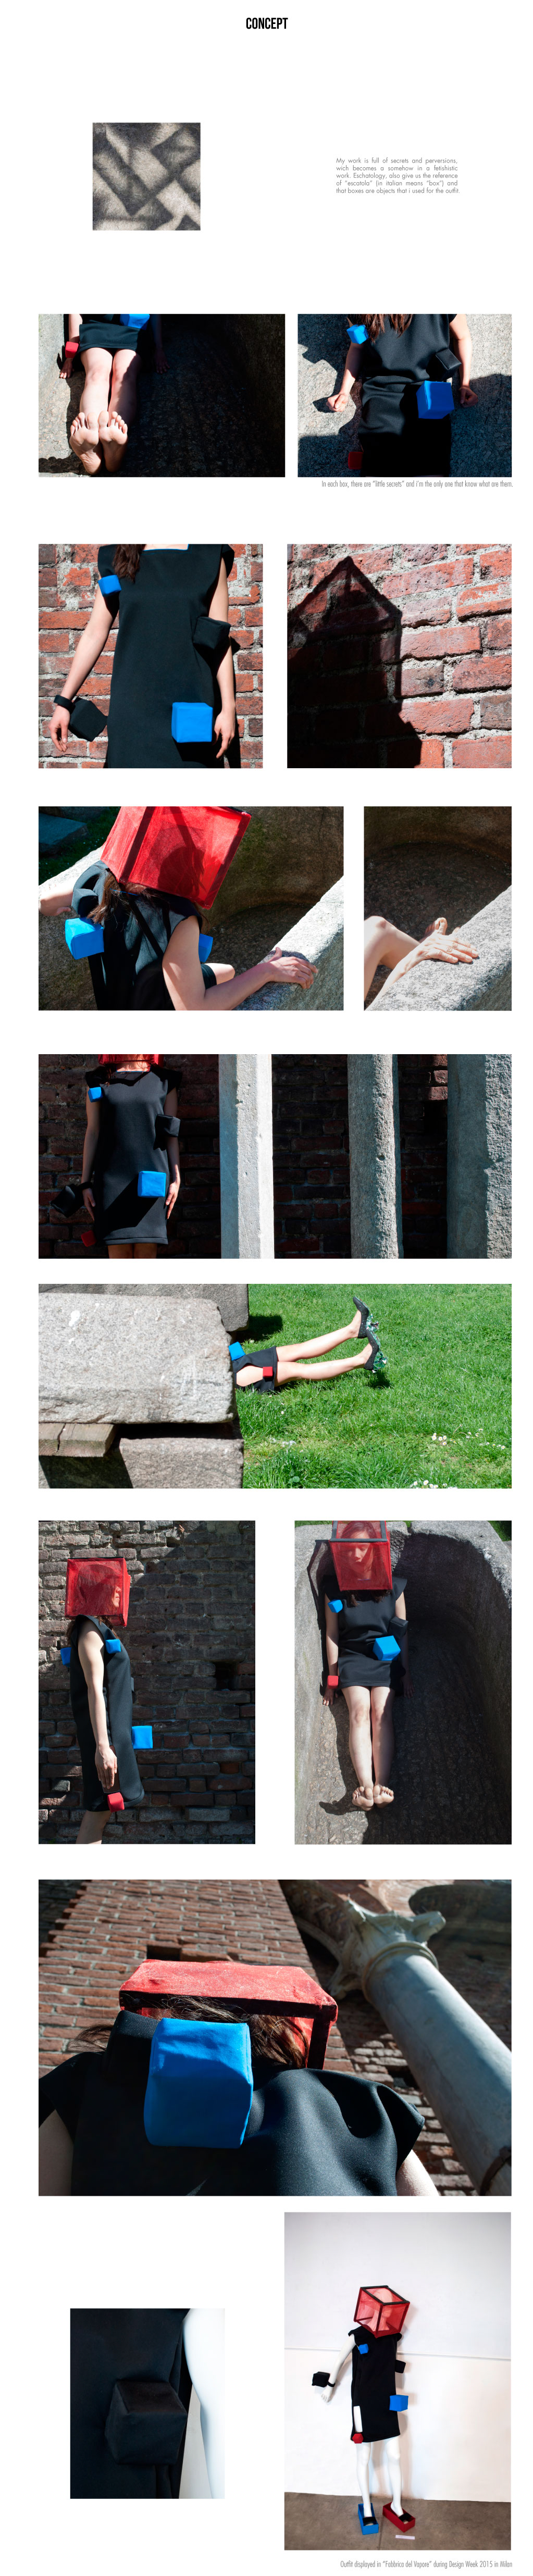 CONCEPT
My work is full of secrets and perversions,
wich becomes a somehow in a fetishistic
work. Eschatology, also give us the reference
of "escatola" (in italian means "box") and
that boxes are objects that i used for the outfit.
In each box, there are "little secrets" and i'm the only one that know what are them.
Outfit displayed in "Fabbrica del Vapore" during Design Week 2015 in Milan